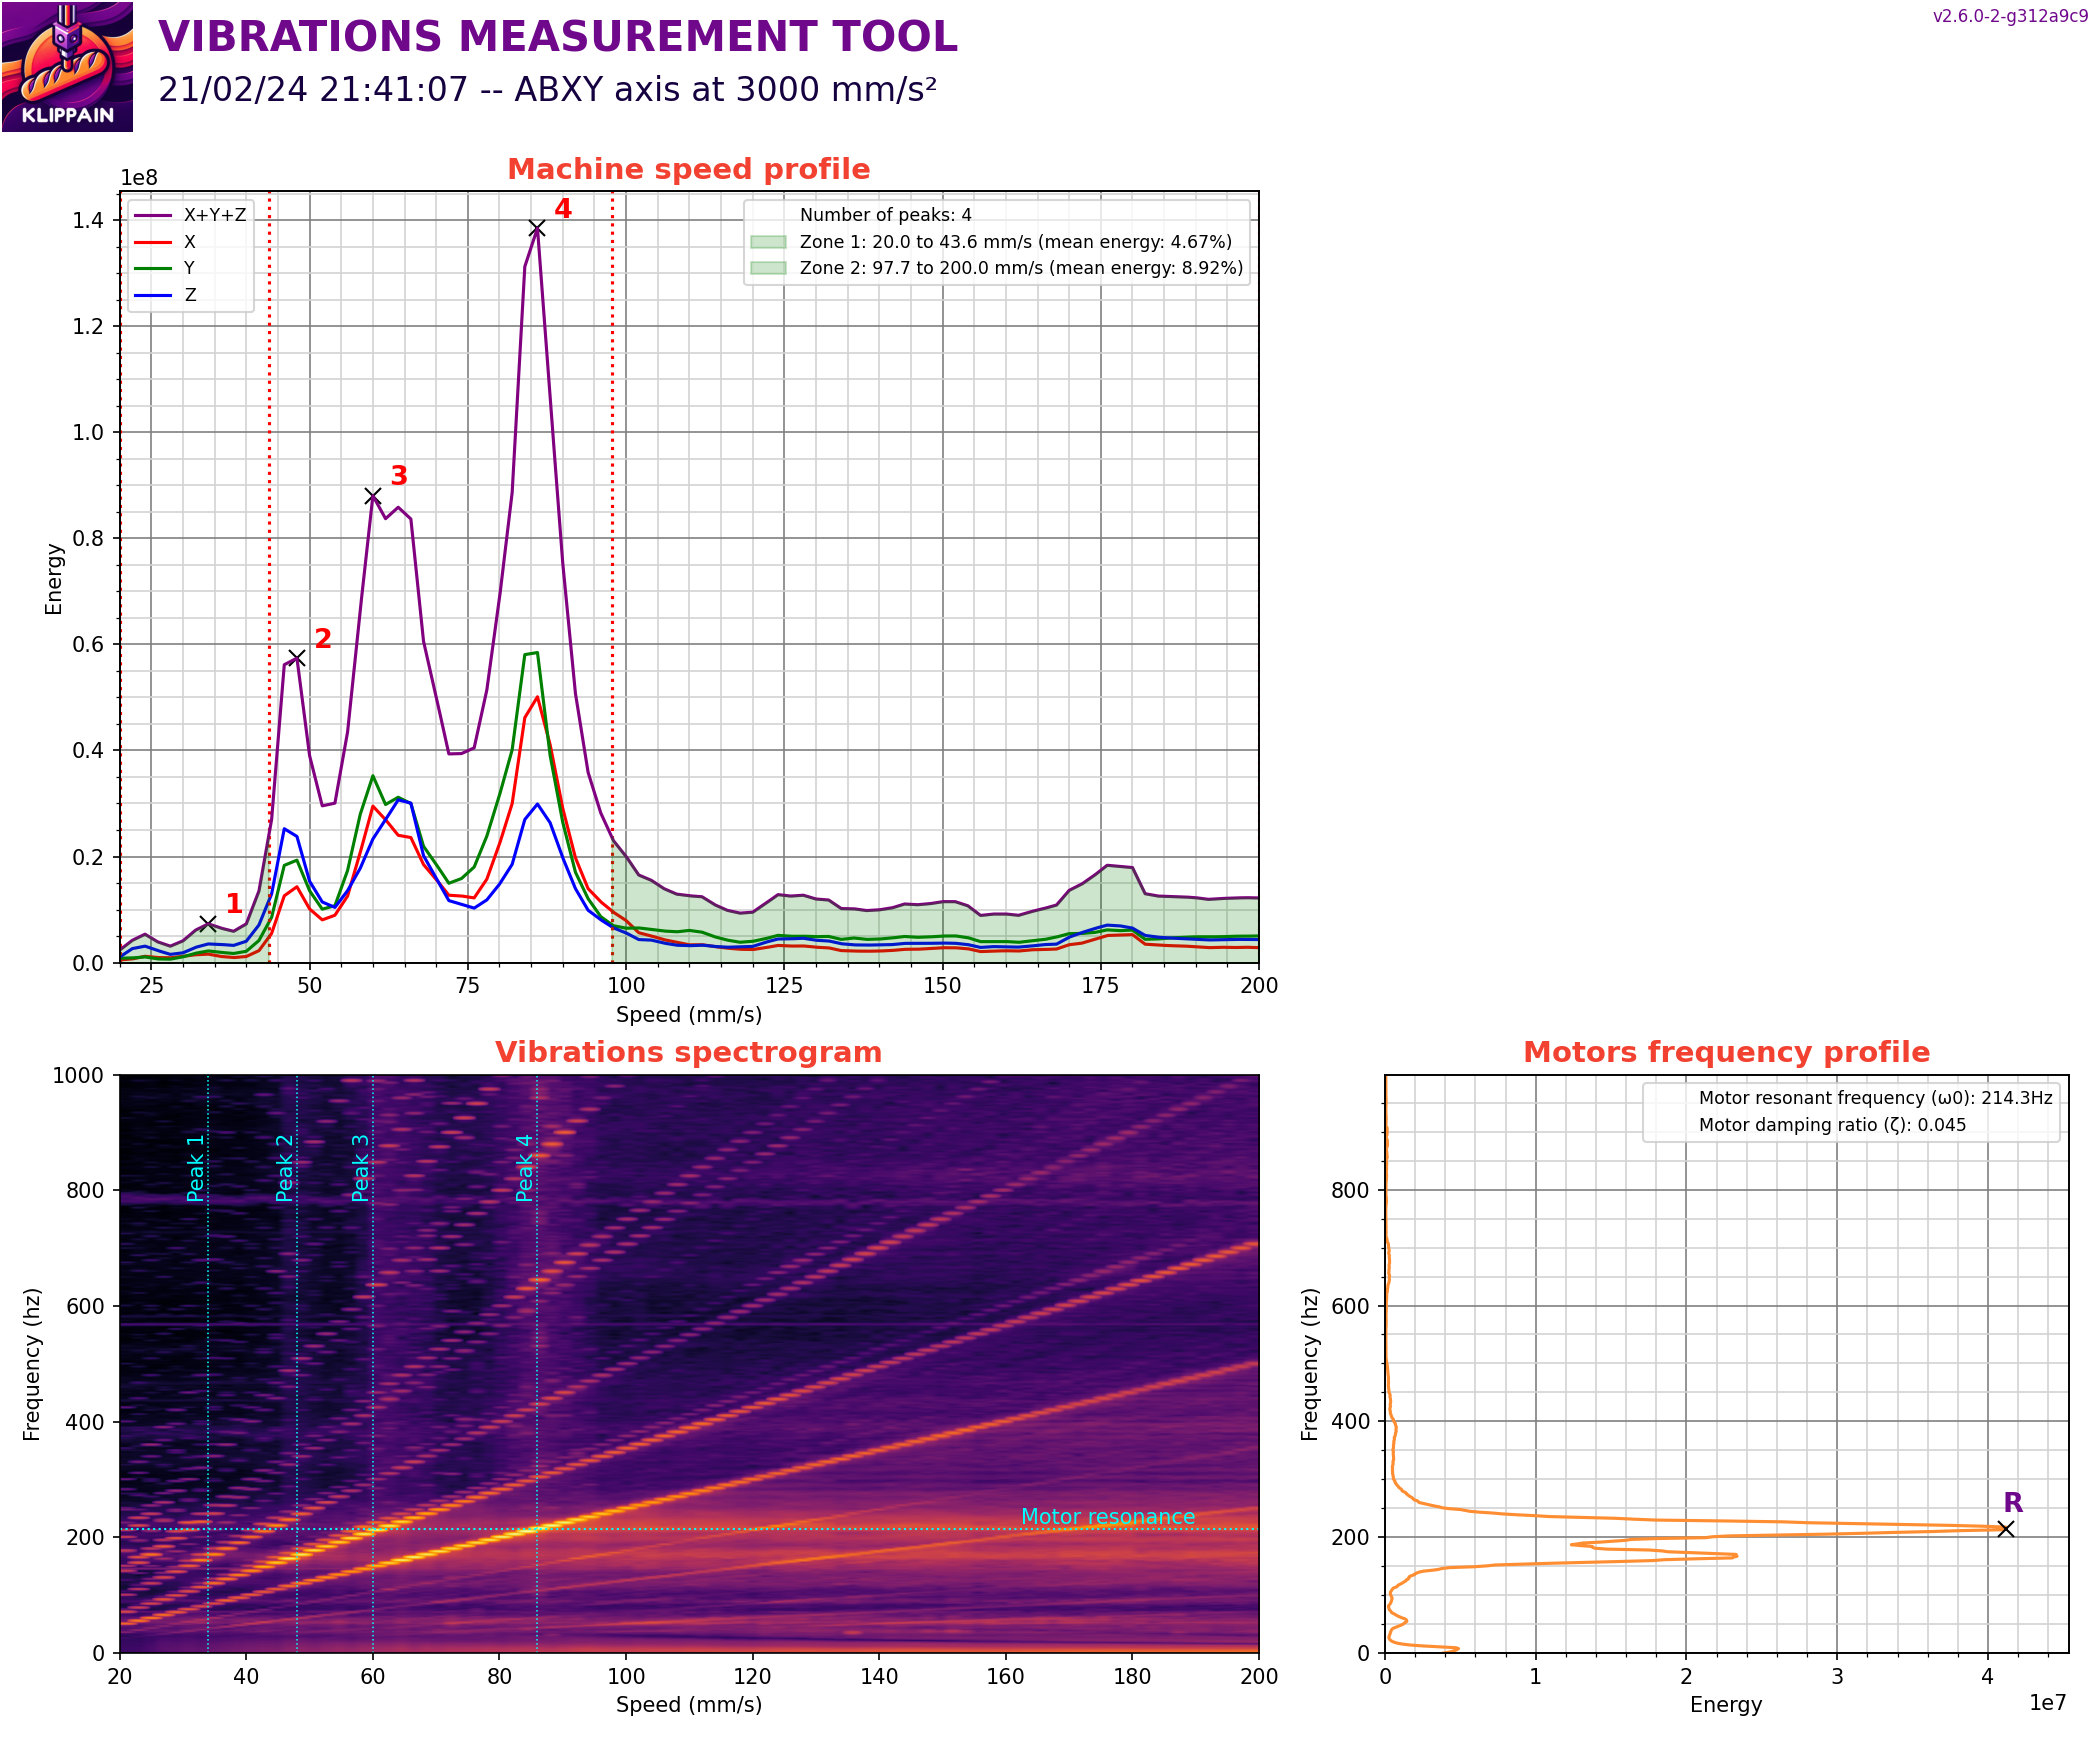 KLIPPAIN
VIBRATIONS MEASUREMENT TOOL
21/02/24 21:41:07 -- ABXY axis at 3000 mm/s²
v2.6.0-2-g312a9c9
Machine speed profile
1e8
X+Y+Z
X
Y
Z
Number of peaks: 4
Zone 1: 20.0 to 43.6 mm/s (mean energy: 4.67%)
Zone 2: 97.7 to 200.0 mm/s (mean energy: 8.92%)
1
2
3
4
Energy
1.4
1.2
1.0
0.8
0.6
0.4
0.2
0.0
25 50 75 100 125 150 175 200
Speed (mm/s)
Vibrations spectrogram
Frequency (hz)
1000
800
600
400
200
0
Peak 1
Peak 2
Peak 3
Peak 4
Motor resonance
20 40 60 80 100 120 140 160 180 200
Speed (mm/s)
Motors frequency profile
Motor resonant frequency (ω0): 214.3Hz
Motor damping ratio (ζ): 0.045
Frequency (hz)
800
600
400
200
0
R
0 1 2 3 4
1e7
Energy